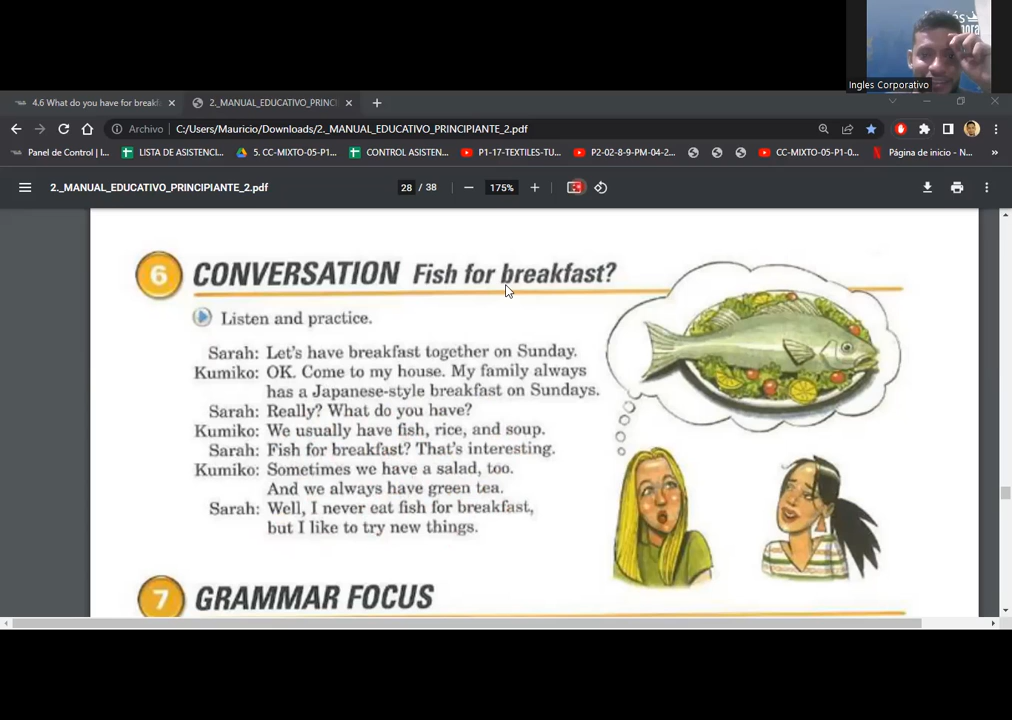 Ingles Corporativo
4.6 What do you have for breakf
2._MANUAL_EDUCATIVO_PRINCI
Archivo C:/Users/Mauricio/Downloads/2._MANUAL_EDUCATIVO_PRINCIPIANTE_2.pdf
Panel de Control | I... LISTA DE ASISTENCI... 5. CC-MIXTO-05-P1... CONTROL ASISTEN... P1-17-TEXTILES-TU... P2-02-8-9-PM-04-2... CC-MIXTO-05-P1-0... Página de inicio - N... »
2._MANUAL_EDUCATIVO_PRINCIPIANTE_2.pdf 28 / 38 175%
6 CONVERSATION Fish for breakfast?
Listen and practice.
Sarah: Let's have breakfast together on Sunday.
Kumiko: OK. Come to my house. My family always
has a Japanese-style breakfast on Sundays.
Sarah: Really? What do you have?
Kumiko: We usually have fish, rice, and soup.
Sarah: Fish for breakfast? That's interesting.
Kumiko: Sometimes we have a salad, too.
And we always have green tea.
Sarah: Well, I never eat fish for breakfast,
but I like to try new things.
7 GRAMMAR FOCUS